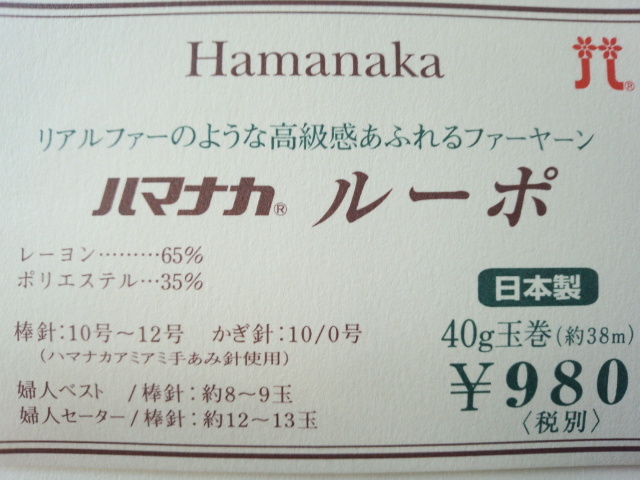 Hamanaka
リアルファーのような高級感あふれるファーヤーン
ハマナカ® ルーポ
レーヨン………65%
ポリエステル…35%
日本製
棒針:10号～12号 かぎ針:10/0号
(ハマナカアミアミ手あみ針使用)
40g玉巻(約38m)
¥980
〈税別〉
婦人ベスト /棒針:約8～9玉
婦人セーター/棒針:約12～13玉